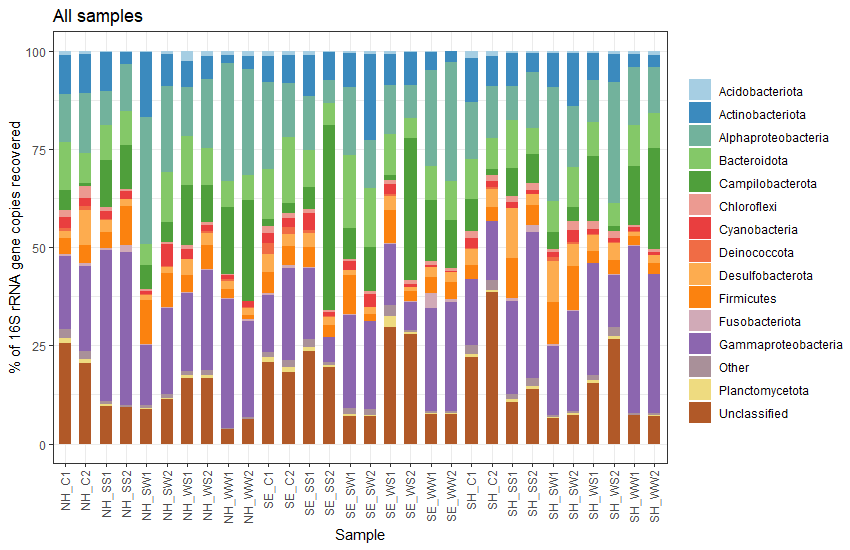 All samples
% of 16S rRNA gene copies recovered
100
75
50
25
0
NH_C1
NH_C2
NH_SS1
NH_SS2
NH_SW1
NH_SW2
NH_WS1
NH_WS2
NH_WW1
NH_WW2
SE_C1
SE_C2
SE_SS1
SE_SS2
SE_SW1
SE_SW2
SE_WS1
SE_WS2
SE_WW1
SE_WW2
SH_C1
SH_C2
SH_SS1
SH_SS2
SH_SW1
SH_SW2
SH_WS1
SH_WS2
SH_WW1
SH_WW2
Sample
Acidobacteriota
Actinobacteriota
Alphaproteobacteria
Bacteroidota
Campilobacterota
Chloroflexi
Cyanobacteria
Deinococcota
Desulfobacterota
Firmicutes
Fusobacteriota
Gammaproteobacteria
Other
Planctomycetota
Unclassified